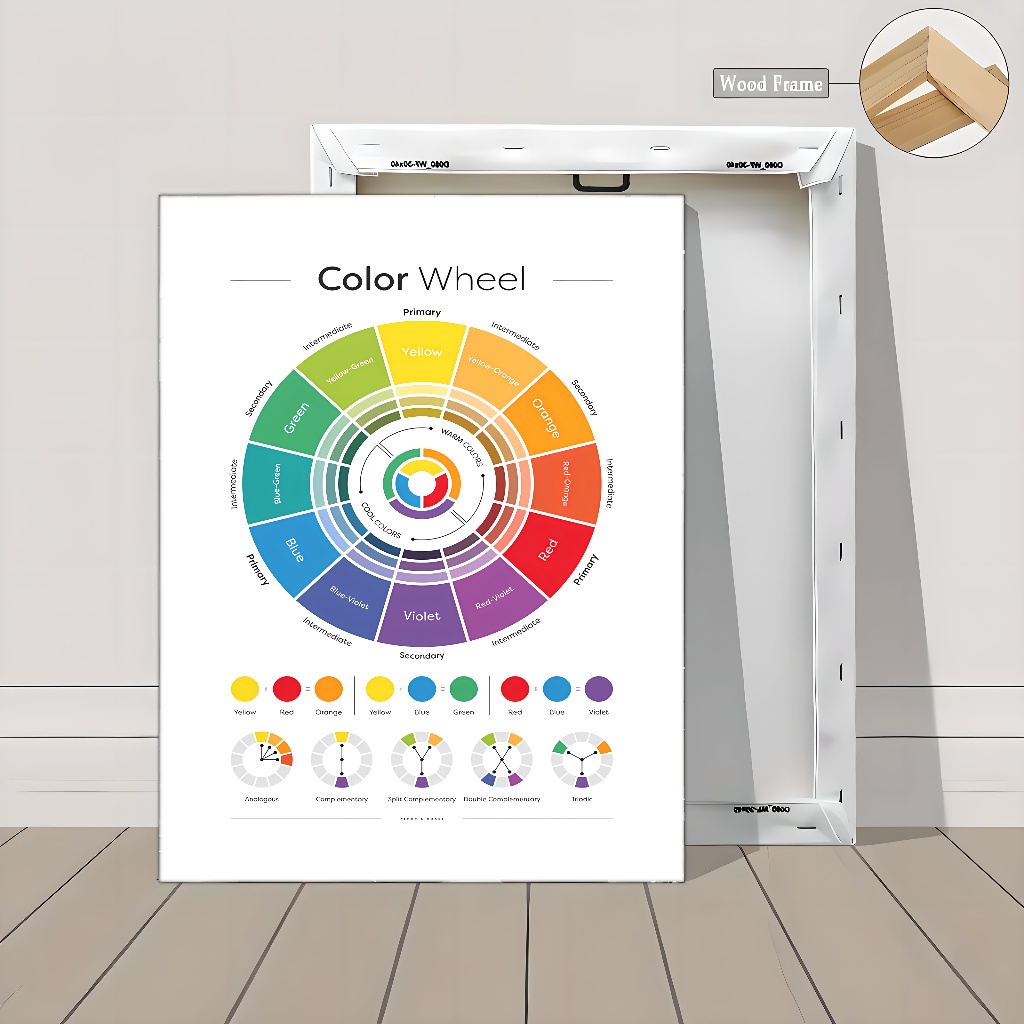 Wood Frame
Color Wheel
Primary
Intermediate
Intermediate
Secondary
Secondary
Intermediate
Intermediate
Primary
Primary
Intermediate
Intermediate
Secondary
Yellow
Yellow-Green
Yellow-Orange
Green
Orange
Blue-Green
Red-Orange
Blue
Red
Blue-Violet
Red-Violet
Violet
WARM COLORS
COOL COLORS
Yellow Red Orange Yellow Blue Green Red Blue Violet
Analogous Complementary Split Complementary Double Complementary Triadic